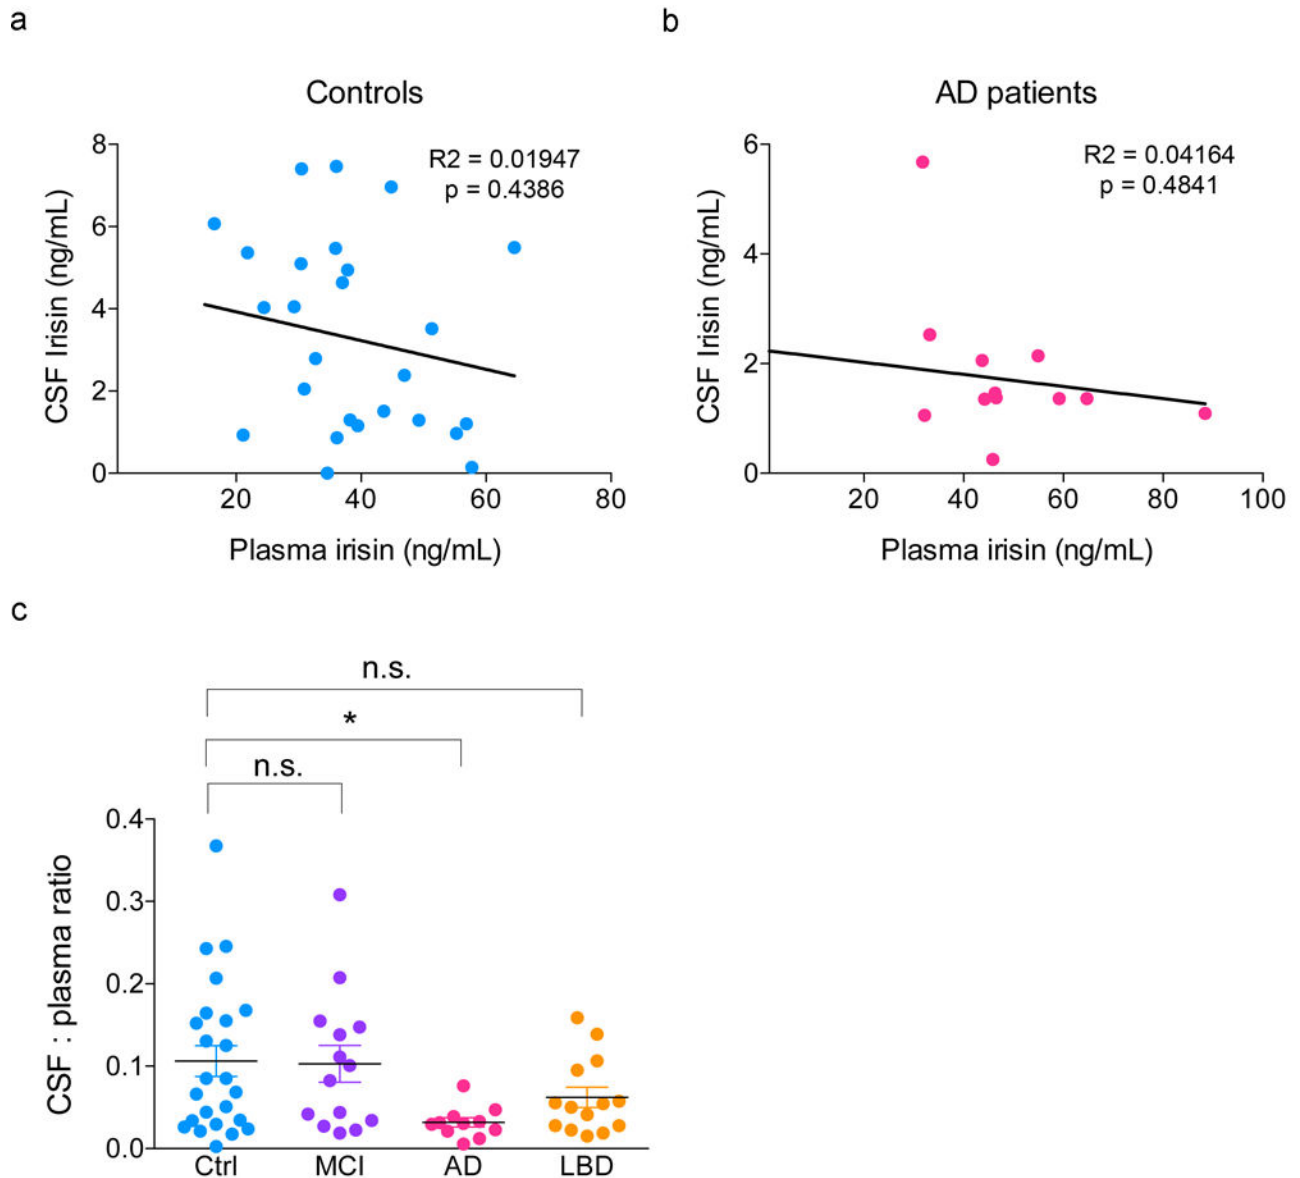 a
Controls
R2 = 0.01947
p = 0.4386
CSF Irisin (ng/mL)
8
6
4
2
0
20 40 60 80
Plasma irisin (ng/mL)
b
AD patients
R2 = 0.04164
p = 0.4841
CSF Irisin (ng/mL)
6
4
2
0
20 40 60 80 100
Plasma irisin (ng/mL)
c
n.s.
*
n.s.
CSF : plasma ratio
0.4
0.3
0.2
0.1
0.0
Ctrl MCI AD LBD